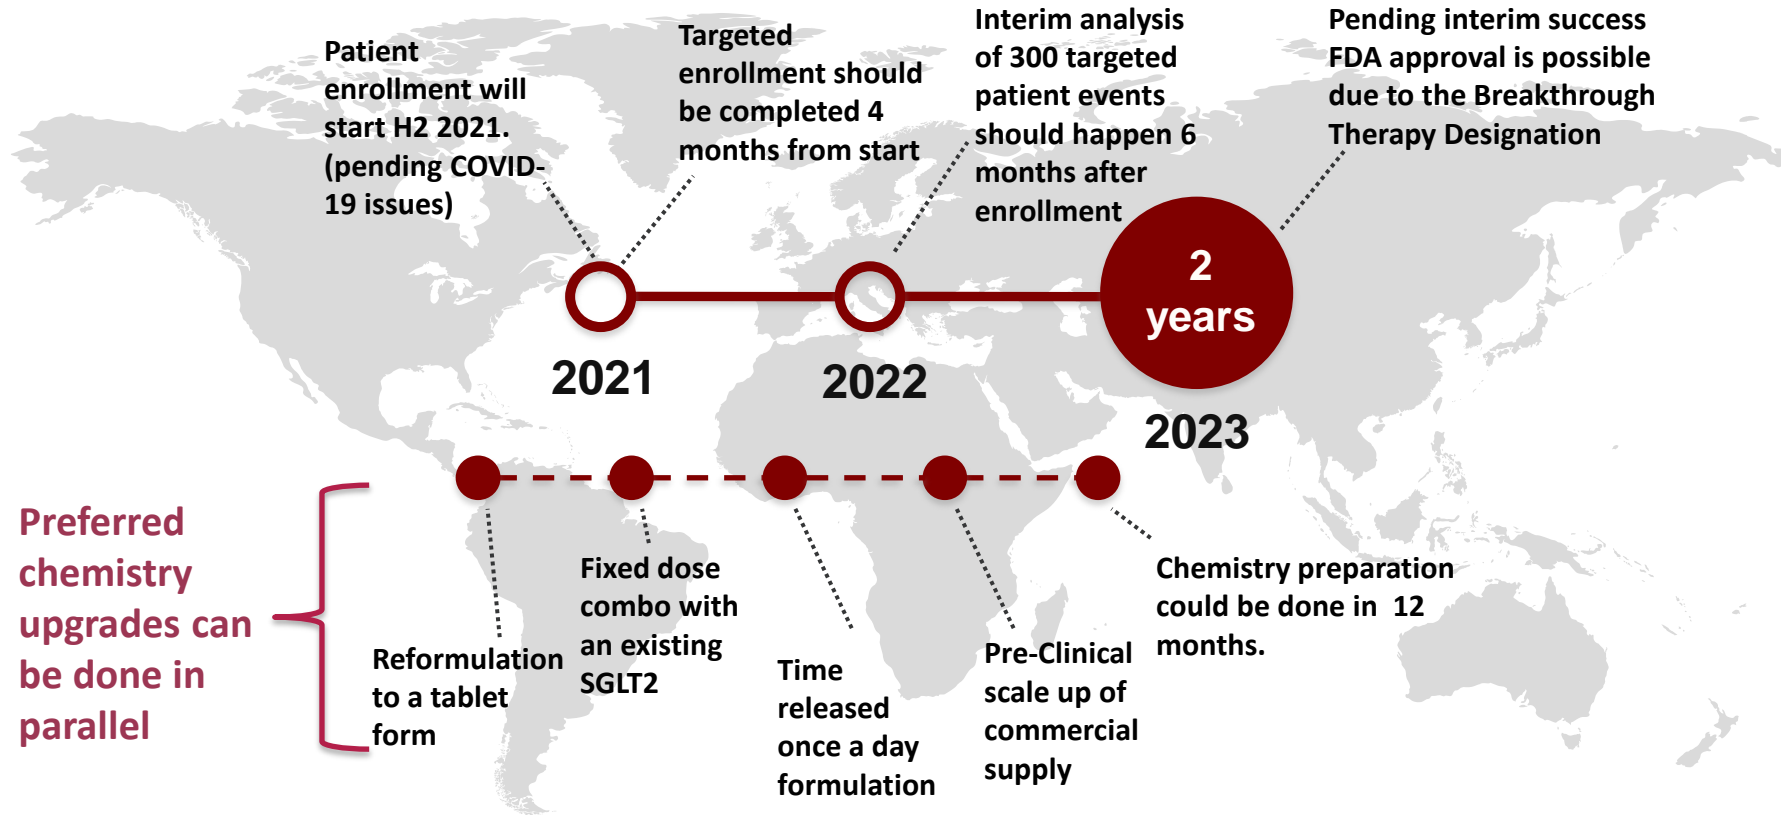 Patient
enrollment will
start H2 2021.
(pending COVID-
19 issues)
Targeted
enrollment should
be completed 4
months from start
Interim analysis
of 300 targeted
patient events
should happen 6
months after
enrollment
Pending interim success
FDA approval is possible
due to the Breakthrough
Therapy Designation
2
years
2021
2022
2023
Preferred
chemistry
upgrades can
be done in
parallel
Reformulation
to a tablet
form
Fixed dose
combo with
an existing
SGLT2
Time
released
once a day
formulation
Pre-Clinical
scale up of
commercial
supply
Chemistry preparation
could be done in 12
months.